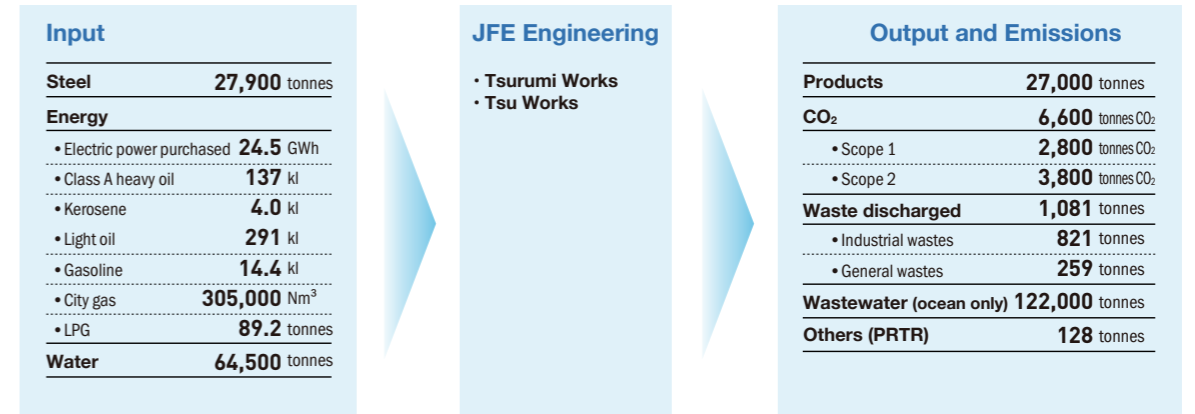 Input
Steel 27,900 tonnes
Energy
• Electric power purchased 24.5 GWh
• Class A heavy oil 137 kl
• Kerosene 4.0 kl
• Light oil 291 kl
• Gasoline 14.4 kl
• City gas 305,000 Nm³
• LPG 89.2 tonnes
Water 64,500 tonnes
JFE Engineering
・Tsurumi Works
・Tsu Works
Output and Emissions
Products 27,000 tonnes
CO₂ 6,600 tonnes CO₂
• Scope 1 2,800 tonnes CO₂
• Scope 2 3,800 tonnes CO₂
Waste discharged 1,081 tonnes
• Industrial wastes 821 tonnes
• General wastes 259 tonnes
Wastewater (ocean only) 122,000 tonnes
Others (PRTR) 128 tonnes